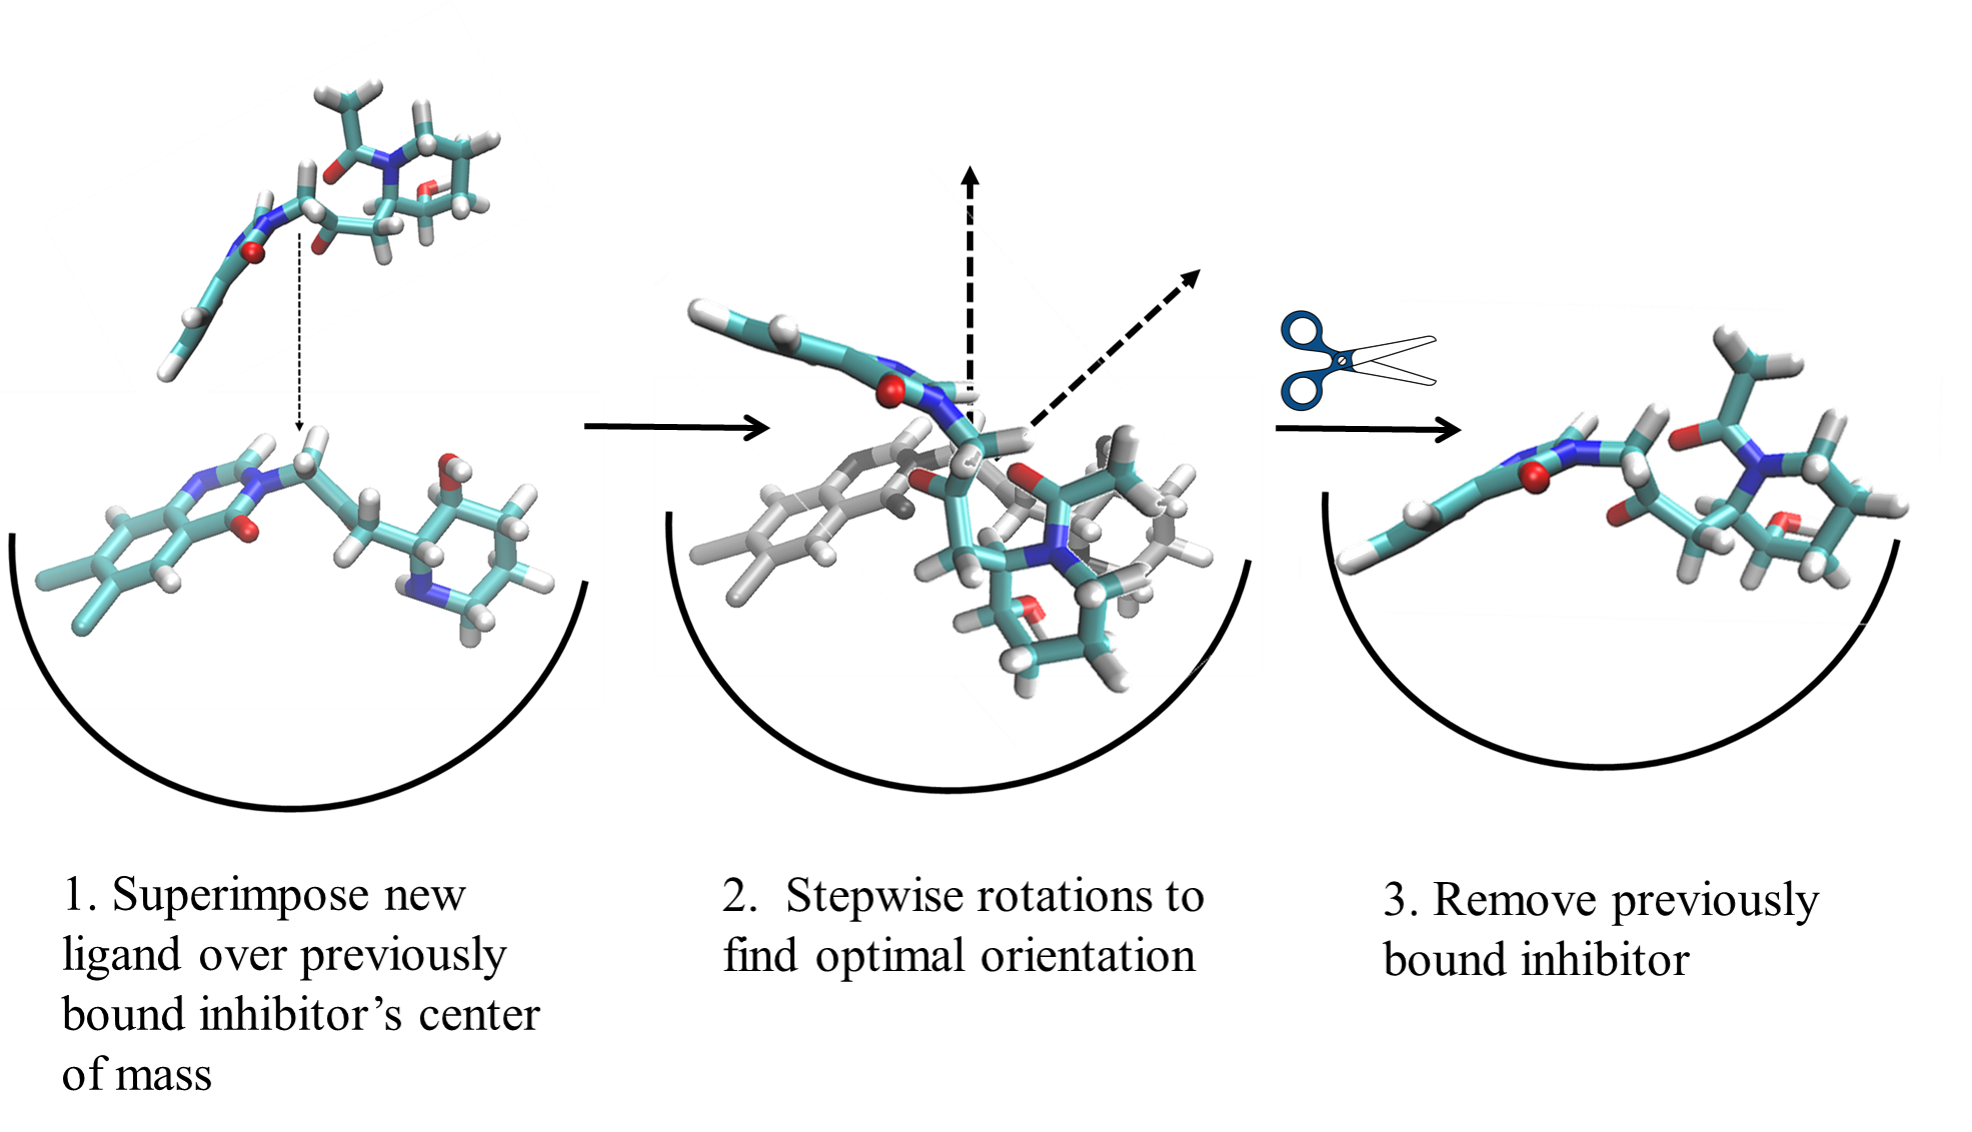 1. Superimpose new
ligand over previously
bound inhibitor’s center
of mass
2. Stepwise rotations to
find optimal orientation
3. Remove previously
bound inhibitor